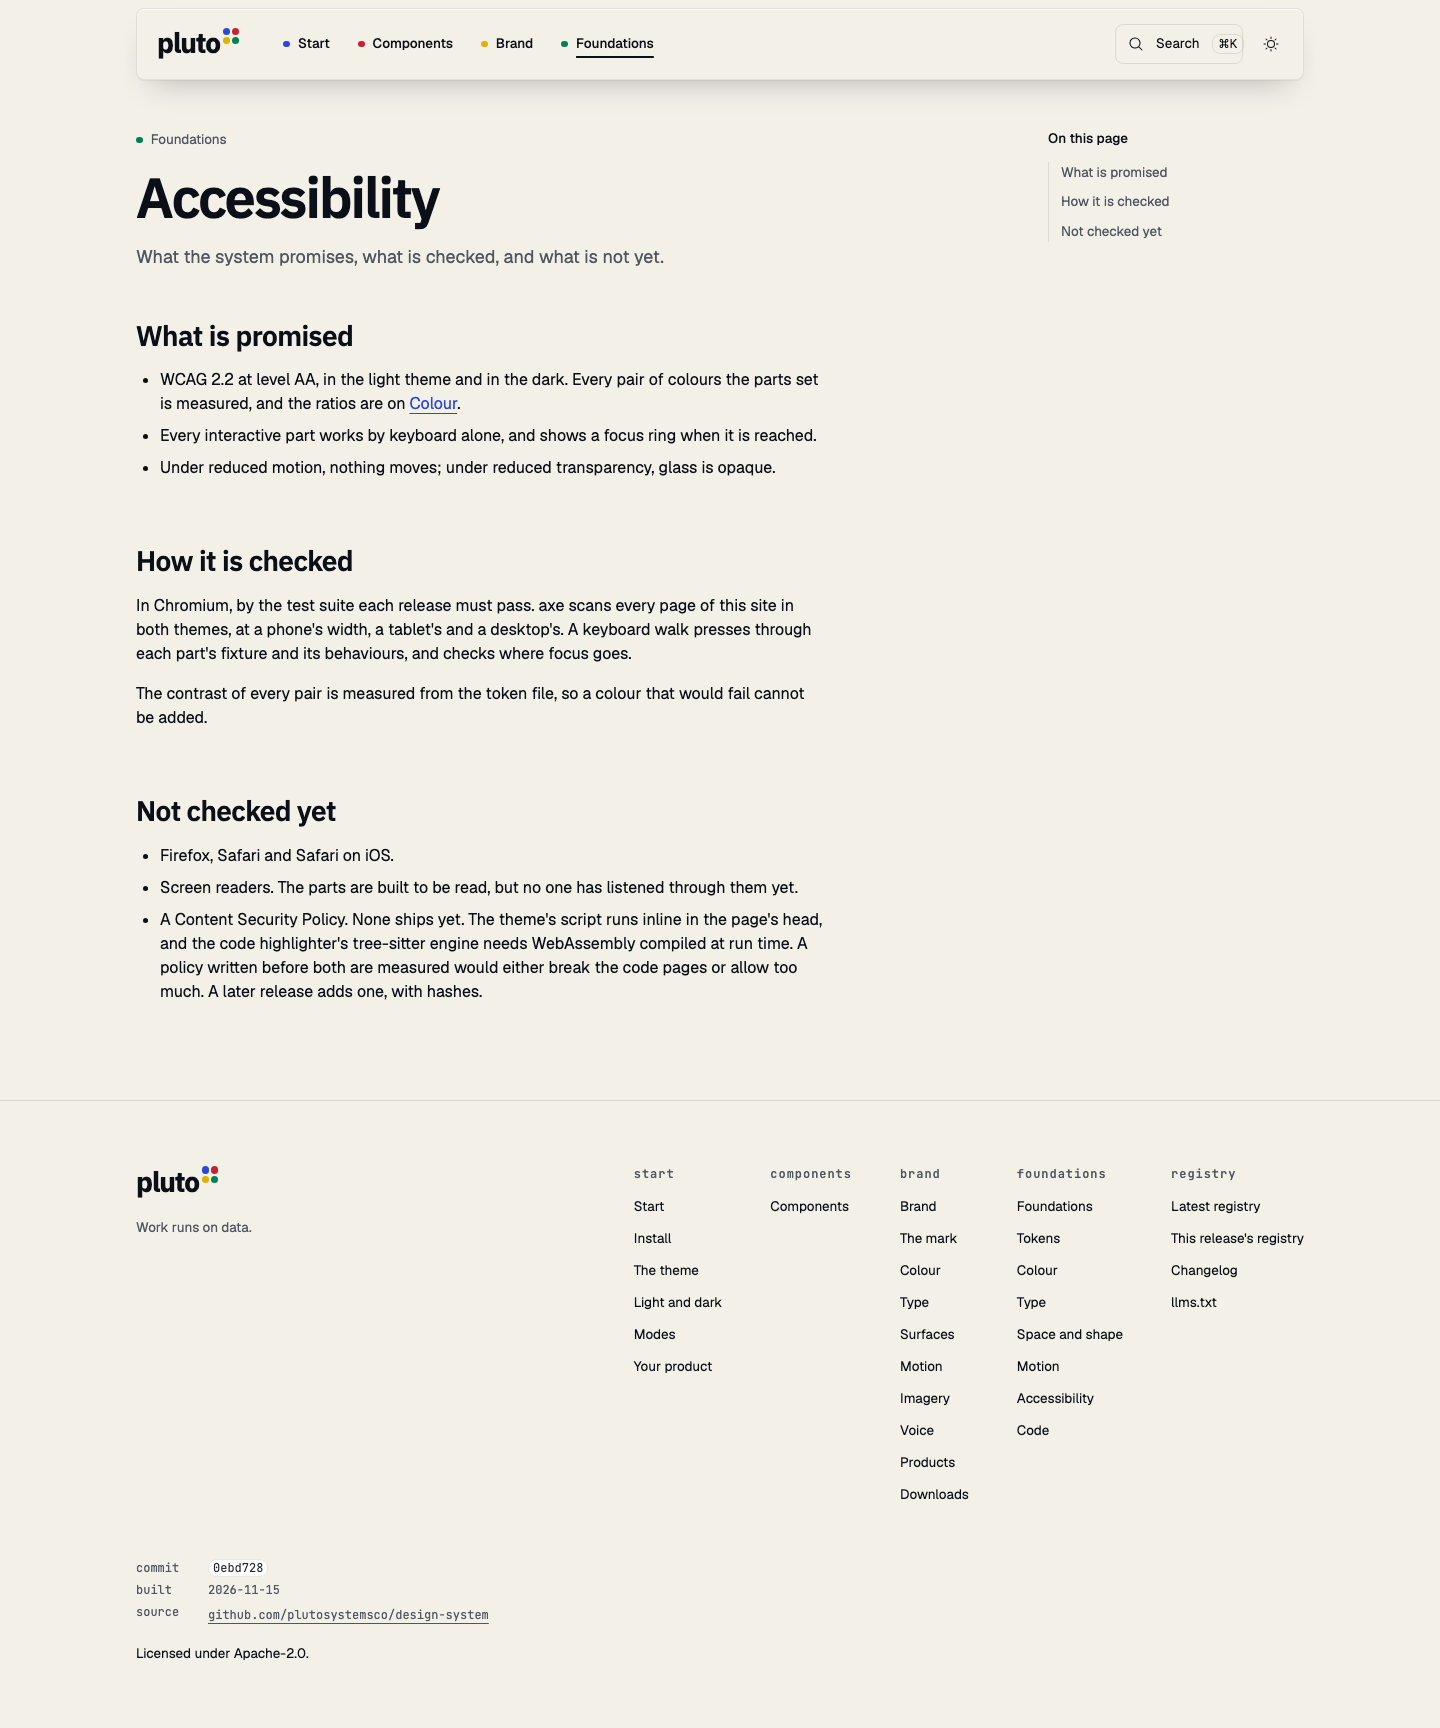 pluto
Start
Components
Brand
Foundations
Search ⌘K
Foundations
Accessibility
What the system promises, what is checked, and what is not yet.
On this page
What is promised
How it is checked
Not checked yet
What is promised
• WCAG 2.2 at level AA, in the light theme and in the dark. Every pair of colours the parts set
is measured, and the ratios are on Colour.
• Every interactive part works by keyboard alone, and shows a focus ring when it is reached.
• Under reduced motion, nothing moves; under reduced transparency, glass is opaque.
How it is checked
In Chromium, by the test suite each release must pass. axe scans every page of this site in
both themes, at a phone's width, a tablet's and a desktop's. A keyboard walk presses through
each part's fixture and its behaviours, and checks where focus goes.
The contrast of every pair is measured from the token file, so a colour that would fail cannot
be added.
Not checked yet
• Firefox, Safari and Safari on iOS.
• Screen readers. The parts are built to be read, but no one has listened through them yet.
• A Content Security Policy. None ships yet. The theme's script runs inline in the page's head,
and the code highlighter's tree-sitter engine needs WebAssembly compiled at run time. A
policy written before both are measured would either break the code pages or allow too
much. A later release adds one, with hashes.
pluto
Work runs on data.
start
Start
Install
The theme
Light and dark
Modes
Your product
components
Components
brand
Brand
The mark
Colour
Type
Surfaces
Motion
Imagery
Voice
Products
Downloads
foundations
Foundations
Tokens
Colour
Type
Space and shape
Motion
Accessibility
Code
registry
Latest registry
This release's registry
Changelog
llms.txt
commit 0ebd728
built 2026-11-15
source github.com/plutosystemsco/design-system
Licensed under Apache-2.0.